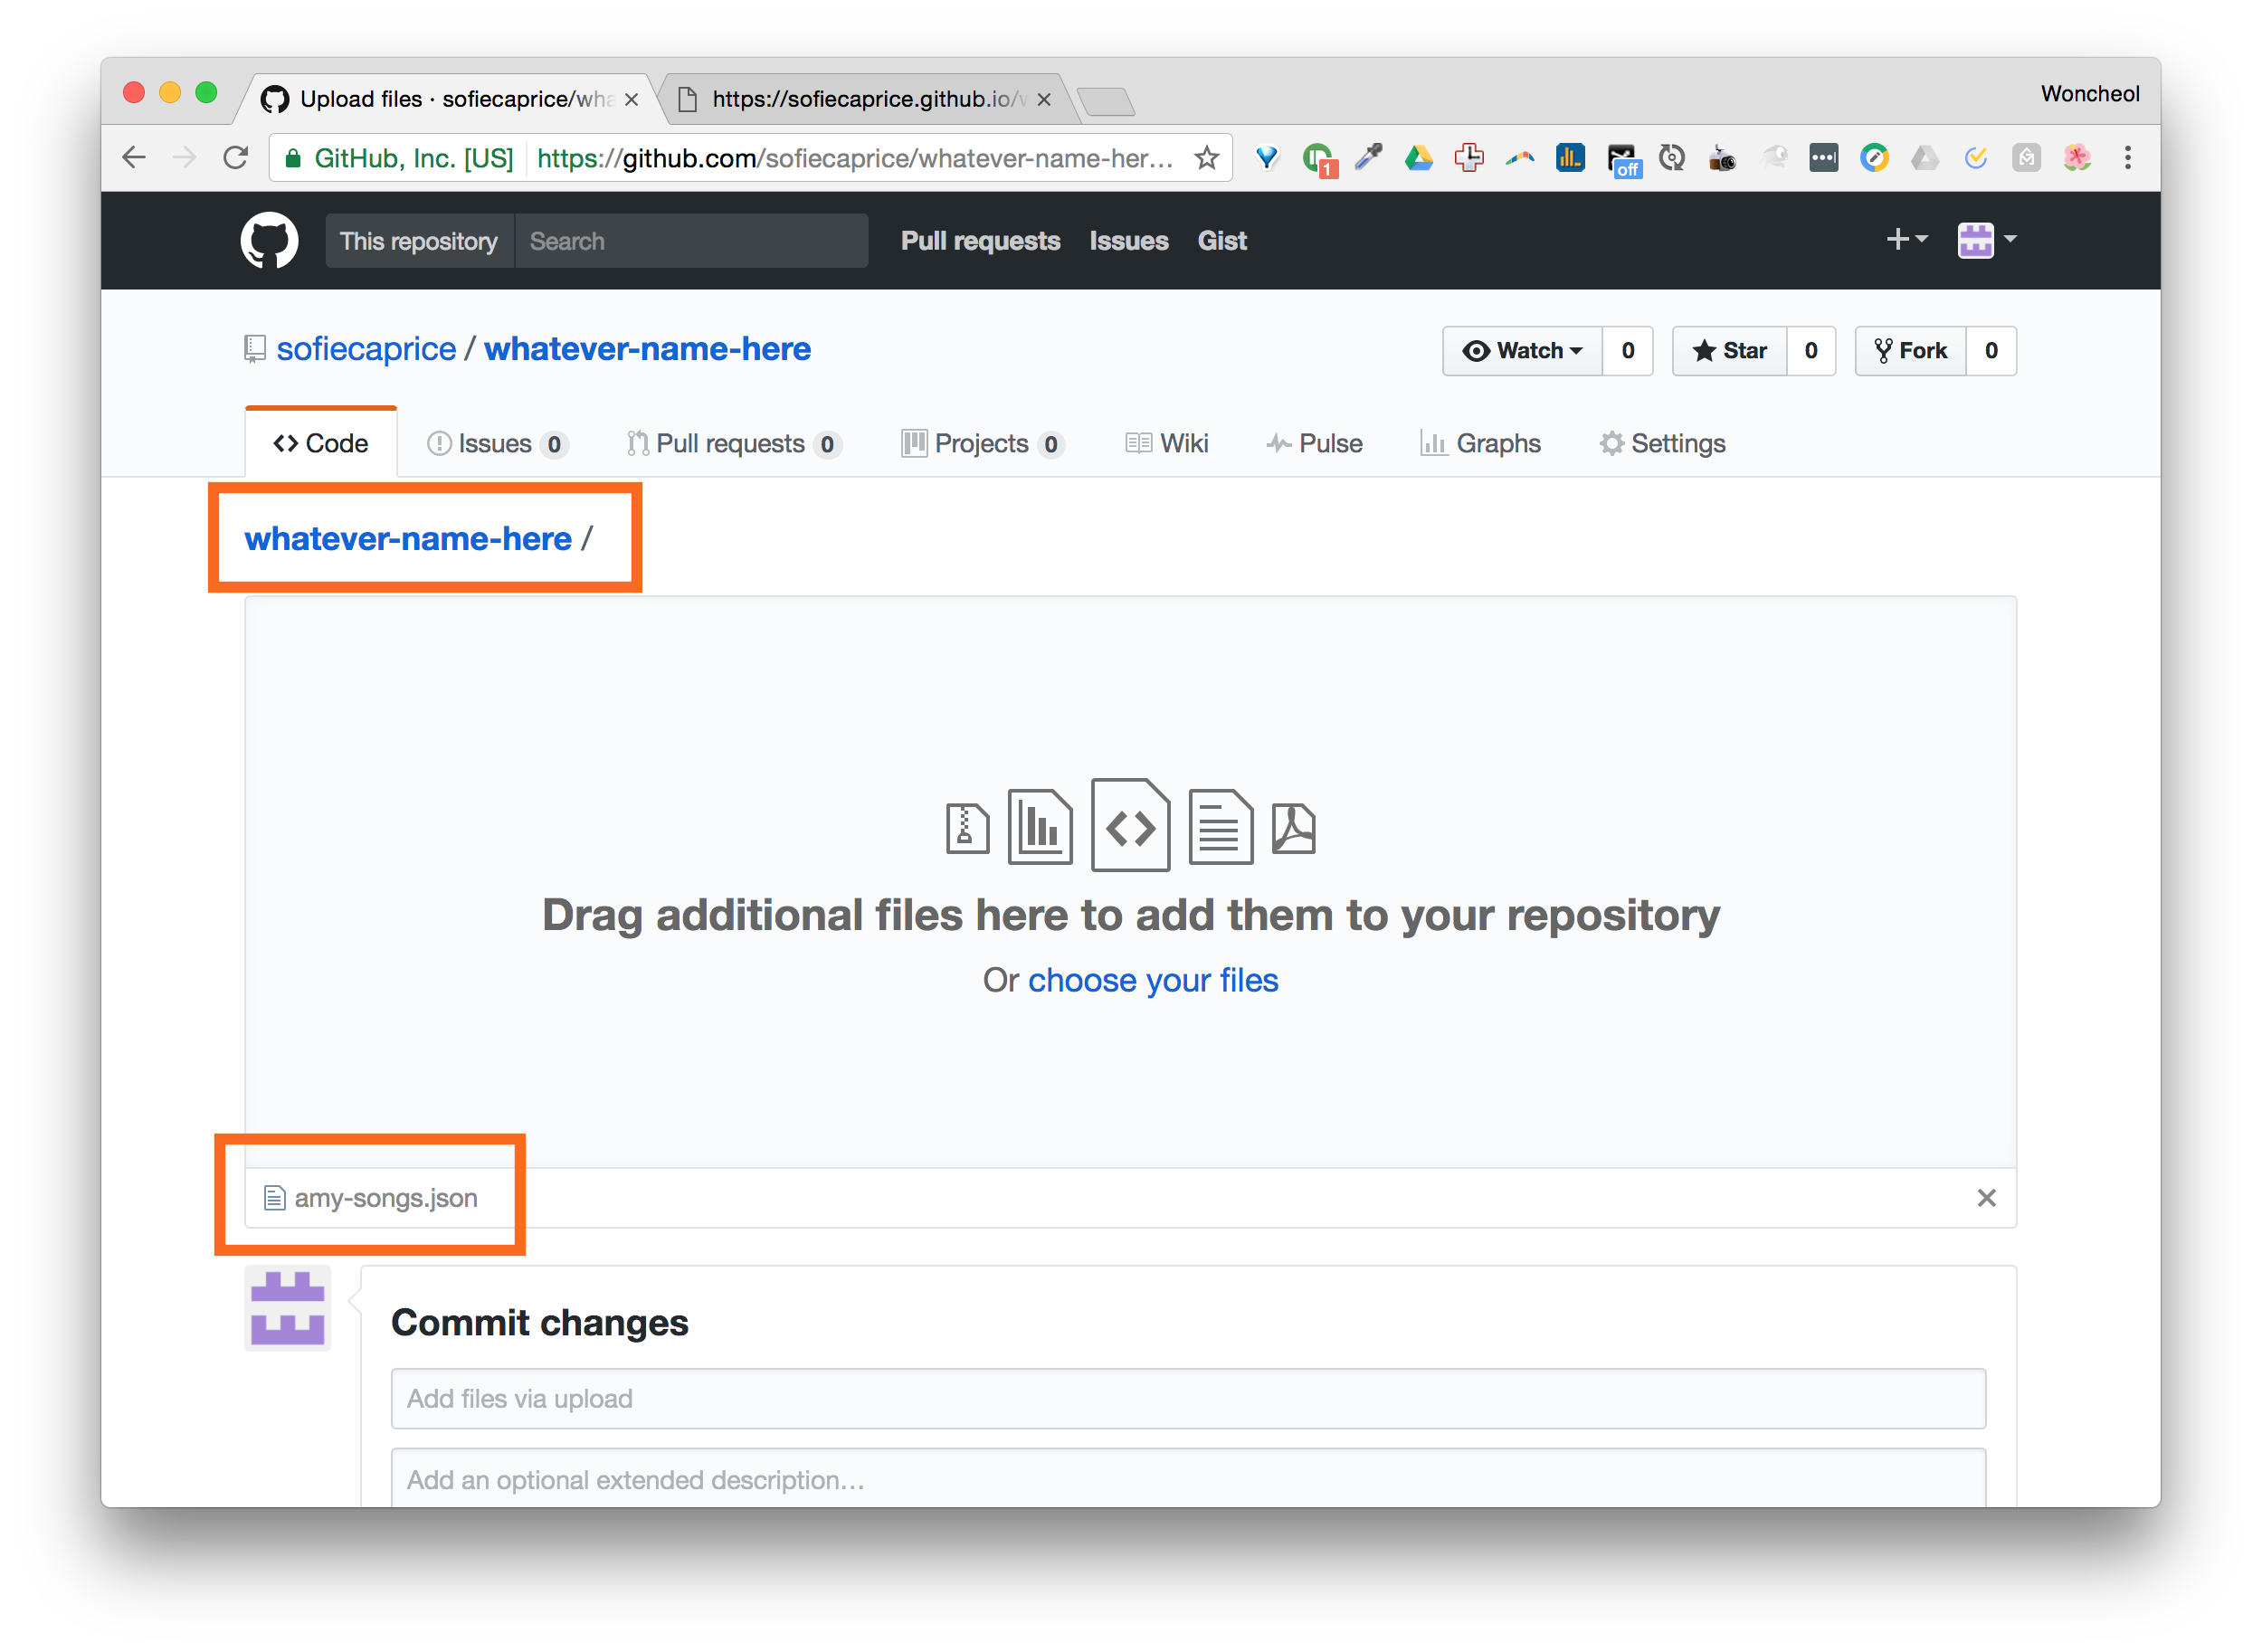 Upload files · sofiecaprice/wha
https://sofiecaprice.github.io/w
Woncheol
GitHub, Inc. [US] https://github.com/sofiecaprice/whatever-name-her...
1
off
This repository Search Pull requests Issues Gist
sofiecaprice / whatever-name-here
Watch 0 Star 0 Fork 0
Code Issues 0 Pull requests 0 Projects 0 Wiki Pulse Graphs Settings
whatever-name-here /
Drag additional files here to add them to your repository
Or choose your files
amy-songs.json
Commit changes
Add files via upload
Add an optional extended description…